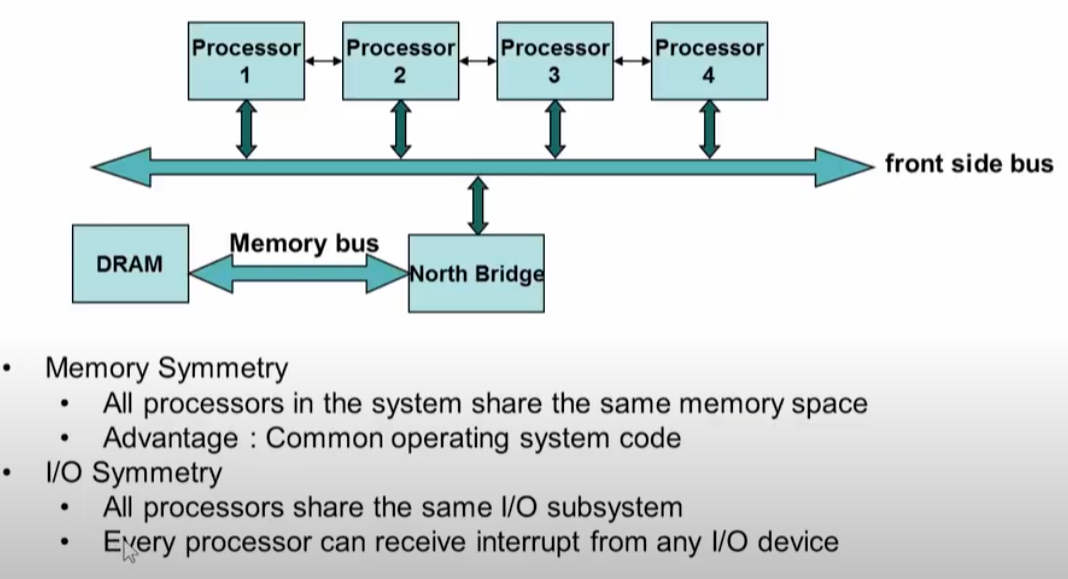 Processor
1
Processor
2
Processor
3
Processor
4
front side bus
Memory bus
DRAM
North Bridge
• Memory Symmetry
• All processors in the system share the same memory space
• Advantage : Common operating system code
• I/O Symmetry
• All processors share the same I/O subsystem
• Every processor can receive interrupt from any I/O device